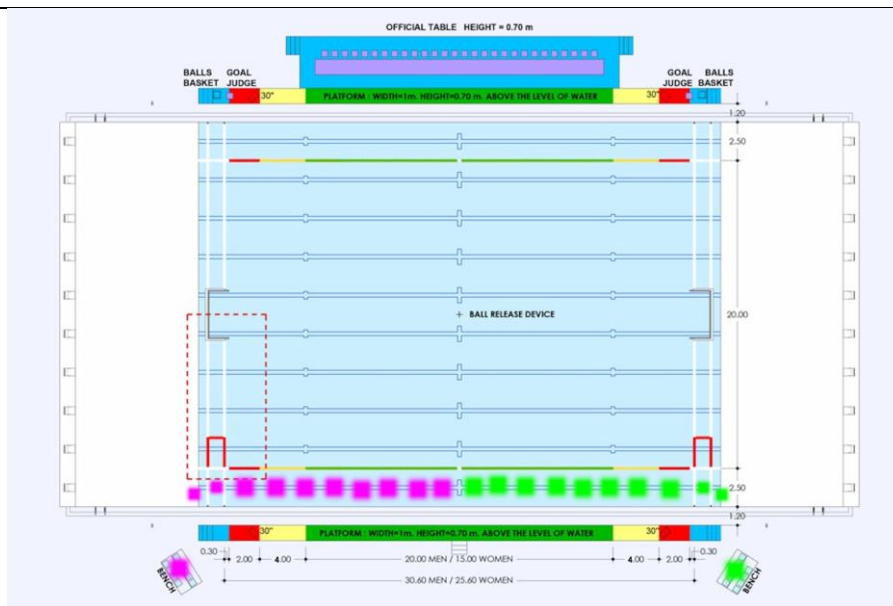 OFFICIAL TABLE HEIGHT = 0.70 m
BALLS
BASKET
GOAL
JUDGE
GOAL
JUDGE
BALLS
BASKET
30"
PLATFORM : WIDTH=1m. HEIGHT=0.70 m. ABOVE THE LEVEL OF WATER
30"
1.20
2.50
BALL RELEASE DEVICE
20.00
2.50
1.20
30"
PLATFORM : WIDTH=1m. HEIGHT=0.70 m. ABOVE THE LEVEL OF WATER
30"
0.30
0.30
2.00
4.00
20.00 MEN / 15.00 WOMEN
4.00
2.00
BENCH
30.60 MEN / 25.60 WOMEN
BENCH